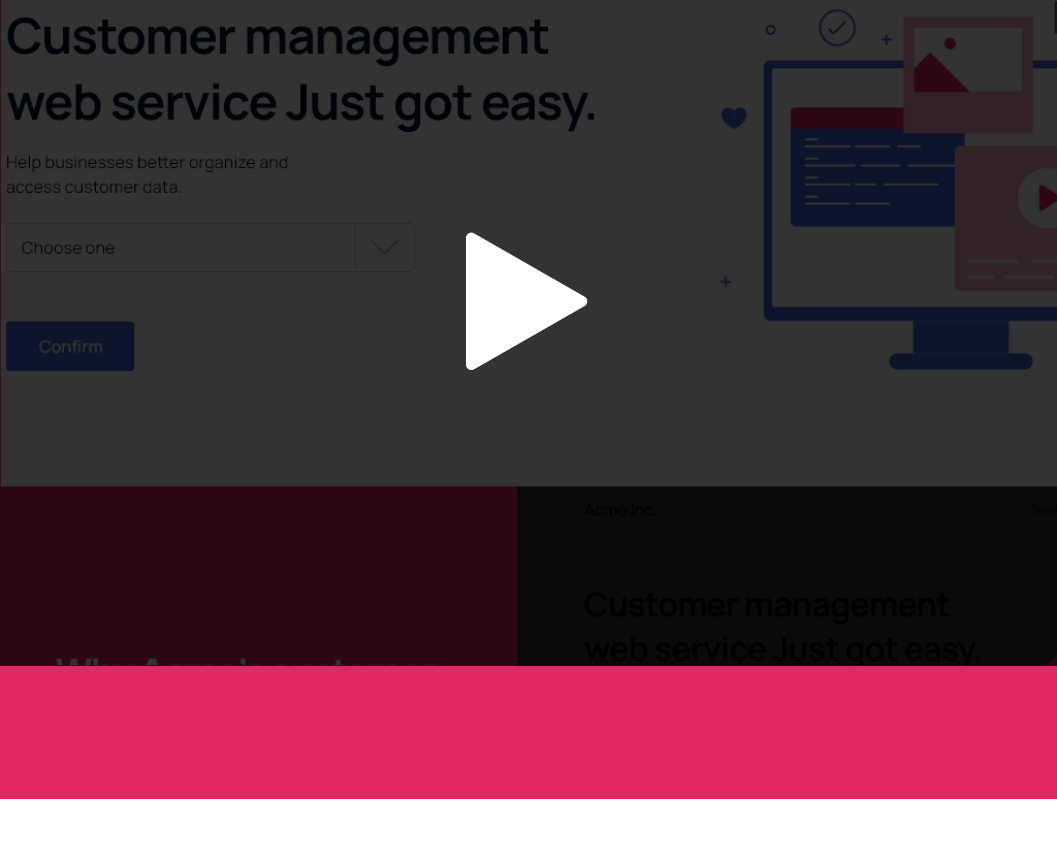 Customer management
web service Just got easy.
Help businesses better organize and
access customer data.
Choose one
Confirm
Acme Inc.
Customer management
web service Just got easy.